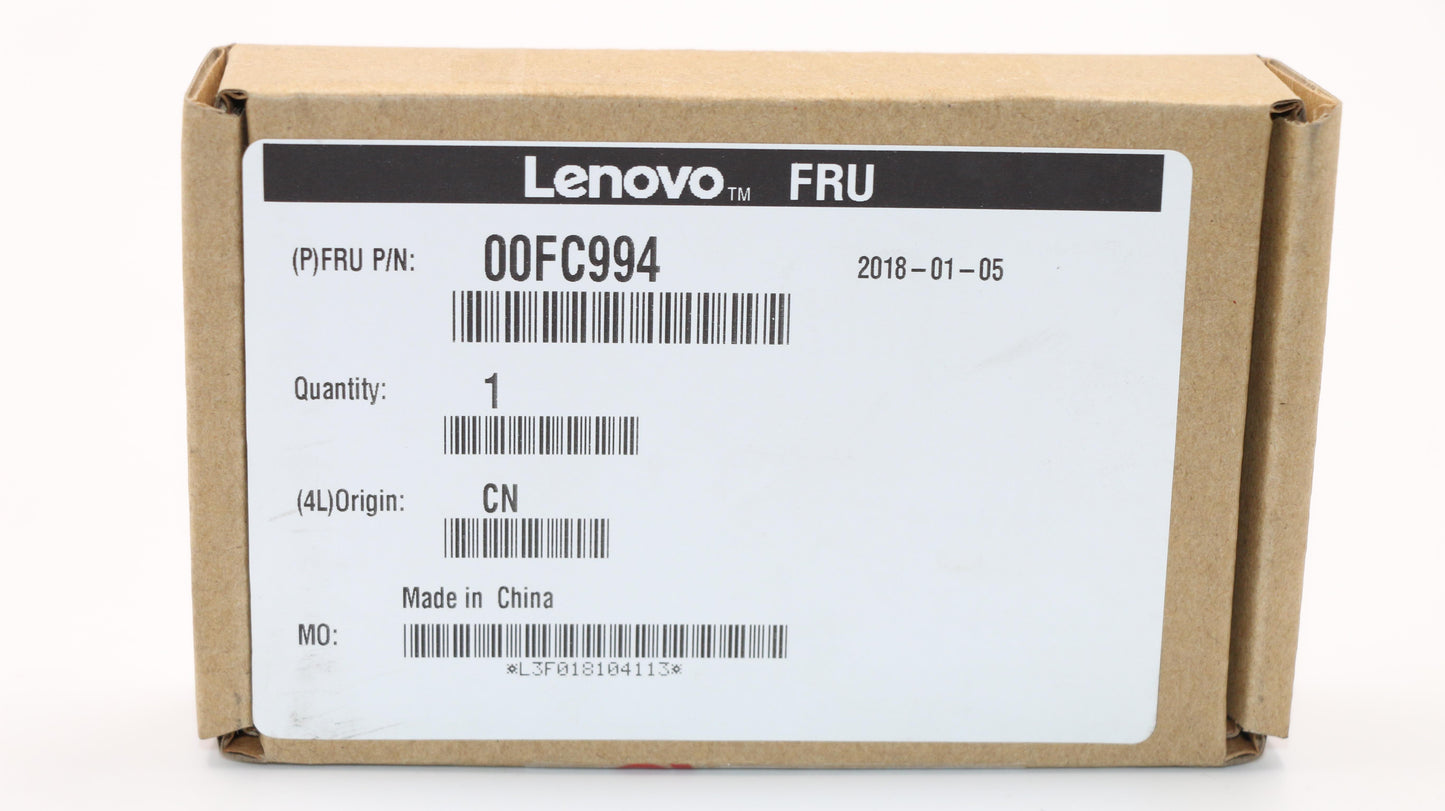 Lenovo™ FRU
(P)FRU P/N: 00FC994 2018-01-05
Quantity: 1
(4L)Origin: CN
Made in China
MO:
*L3F018104113*